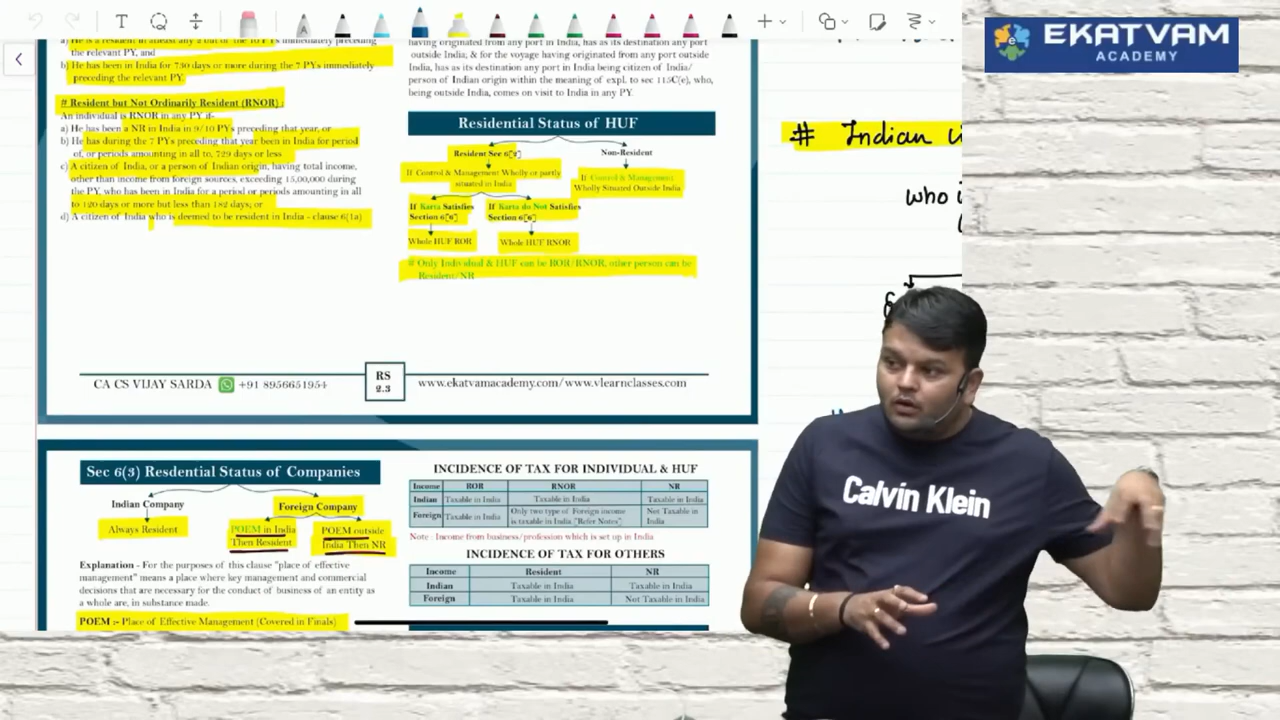 T
EKATVAM
ACADEMY
the relevant PY, and
b) He has been in India for 730 days or more during the 7 PYs immediately
preceding the relevant PY.
# Resident but Not Ordinarily Resident (RNOR) :
An individual is RNOR in any PY if-
a) He has been a NR in India in 9/10 PYs preceding that year, or
b) He has during the 7 PYs preceding that year been in India for period
of, or periods amounting in all to, 729 days or less
c) A citizen of India, or a person of Indian origin, having total income,
other than income from foreign sources, exceeding 15,00,000 during
the PY, who has been in India for a period or periods amounting in all
to 120 days or more but less than 182 days; or
d) A citizen of India who is deemed to be resident in India - clause 6(1a)
having originated from any port in India, has as its destination any port
outside India; & for the voyage having originated from any port outside
India, has as its destination any port in India being citizen of India/
person of Indian origin within the meaning of expl. to sec 115C(e), who,
being outside India, comes on visit to India in any PY.
Residential Status of HUF
Resident Sec 6[2]
Non-Resident
If Control & Management Wholly or partly
situated in India
If Control & Management
Wholly Situated Outside India
If Karta Satisfies
Section 6[6]
If Karta do Not Satisfies
Section 6[6]
Whole HUF ROR
Whole HUF RNOR
# Only Individual & HUF can be ROR/RNOR, other person can be
Resident/NR
# Indian
who
CA CS VIJAY SARDA +91 8956651954
RS
2.3
www.ekatvamacademy.com/www.vlearnclasses.com
Sec 6(3) Resdential Status of Companies
Indian Company
Foreign Company
Always Resident
POEM in India
Then Resident
POEM outside
India Then NR
Explanation - For the purposes of this clause "place of effective
management" means a place where key management and commercial
decisions that are necessary for the conduct of business of an entity as
a whole are, in substance made.
POEM :- Place of Effective Management (Covered in Finals)
INCIDENCE OF TAX FOR INDIVIDUAL & HUF
Income ROR RNOR NR
Indian Taxable in India Taxable in India Taxable in India
Foreign Taxable in India Only two type of Foreign income is taxable in India [Refer Notes] Not Taxable in India
Note : Income from business/profession which is set up in India
INCIDENCE OF TAX FOR OTHERS
Income Resident NR
Indian Taxable in India Taxable in India
Foreign Taxable in India Not Taxable in India
Calvin Klein